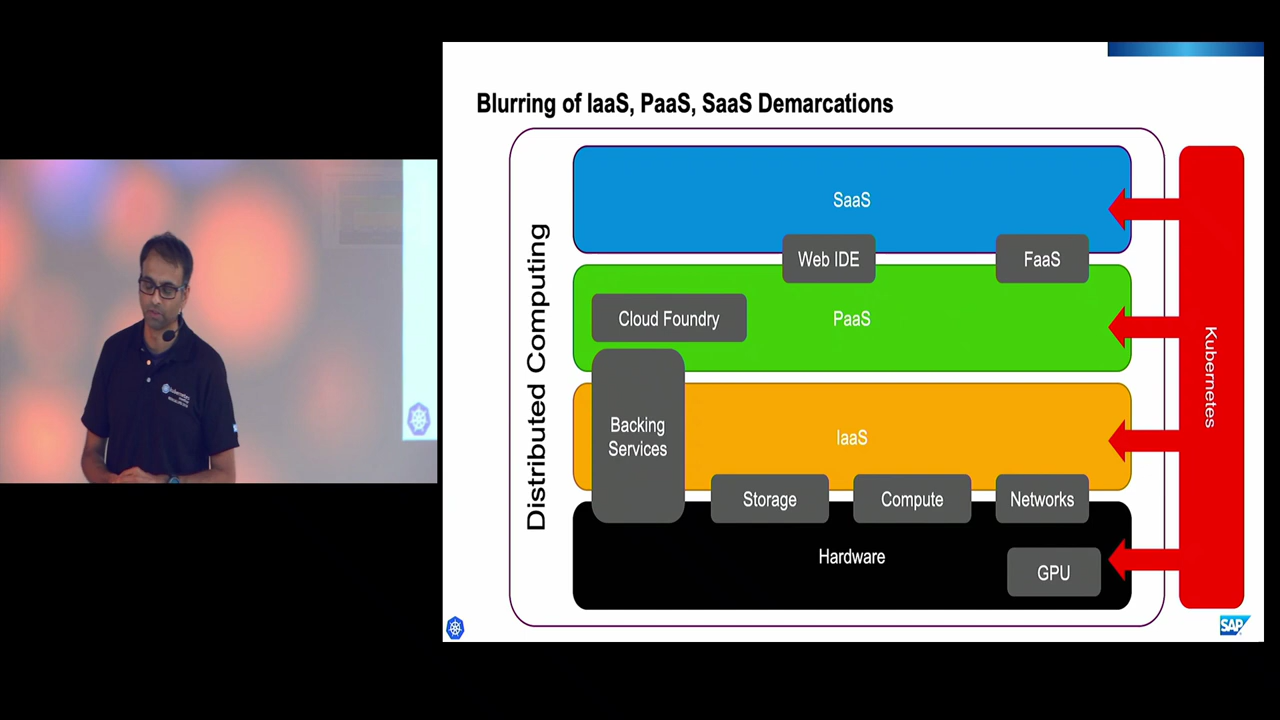 Blurring of IaaS, PaaS, SaaS Demarcations
Distributed Computing
SaaS
Web IDE
FaaS
Cloud Foundry
PaaS
Backing
Services
IaaS
Storage
Compute
Networks
Hardware
GPU
Kubernetes
SAP
kubernetes